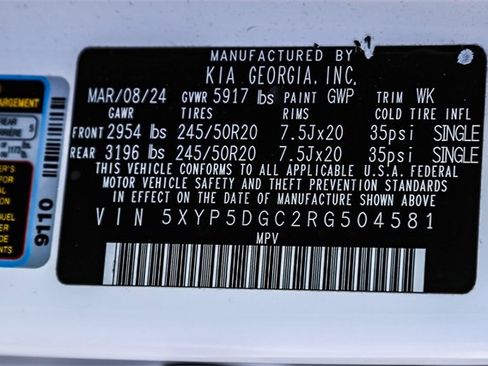 MANUFACTURED BY
KIA GEORGIA, INC.
MAR/08/24 GVWR 5917 lbs PAINT GWP TRIM WK
GAWR TIRES RIMS COLD TIRE INFL
FRONT 2954 lbs 245/50R20 7.5Jx20 35psi SINGLE
REAR 3196 lbs 245/50R20 7.5Jx20 35psi SINGLE
THIS VEHICLE CONFORMS TO ALL APPLICABLE U.S.A. FEDERAL
MOTOR VEHICLE SAFETY AND THEFT PREVENTION STANDARDS
IN EFFECT ON THE DATE OF MANUFACTURE SHOWN ABOVE
VIN 5XYP5DGC2RG504581
MPV
ARGEMENT
REAR
5
9110